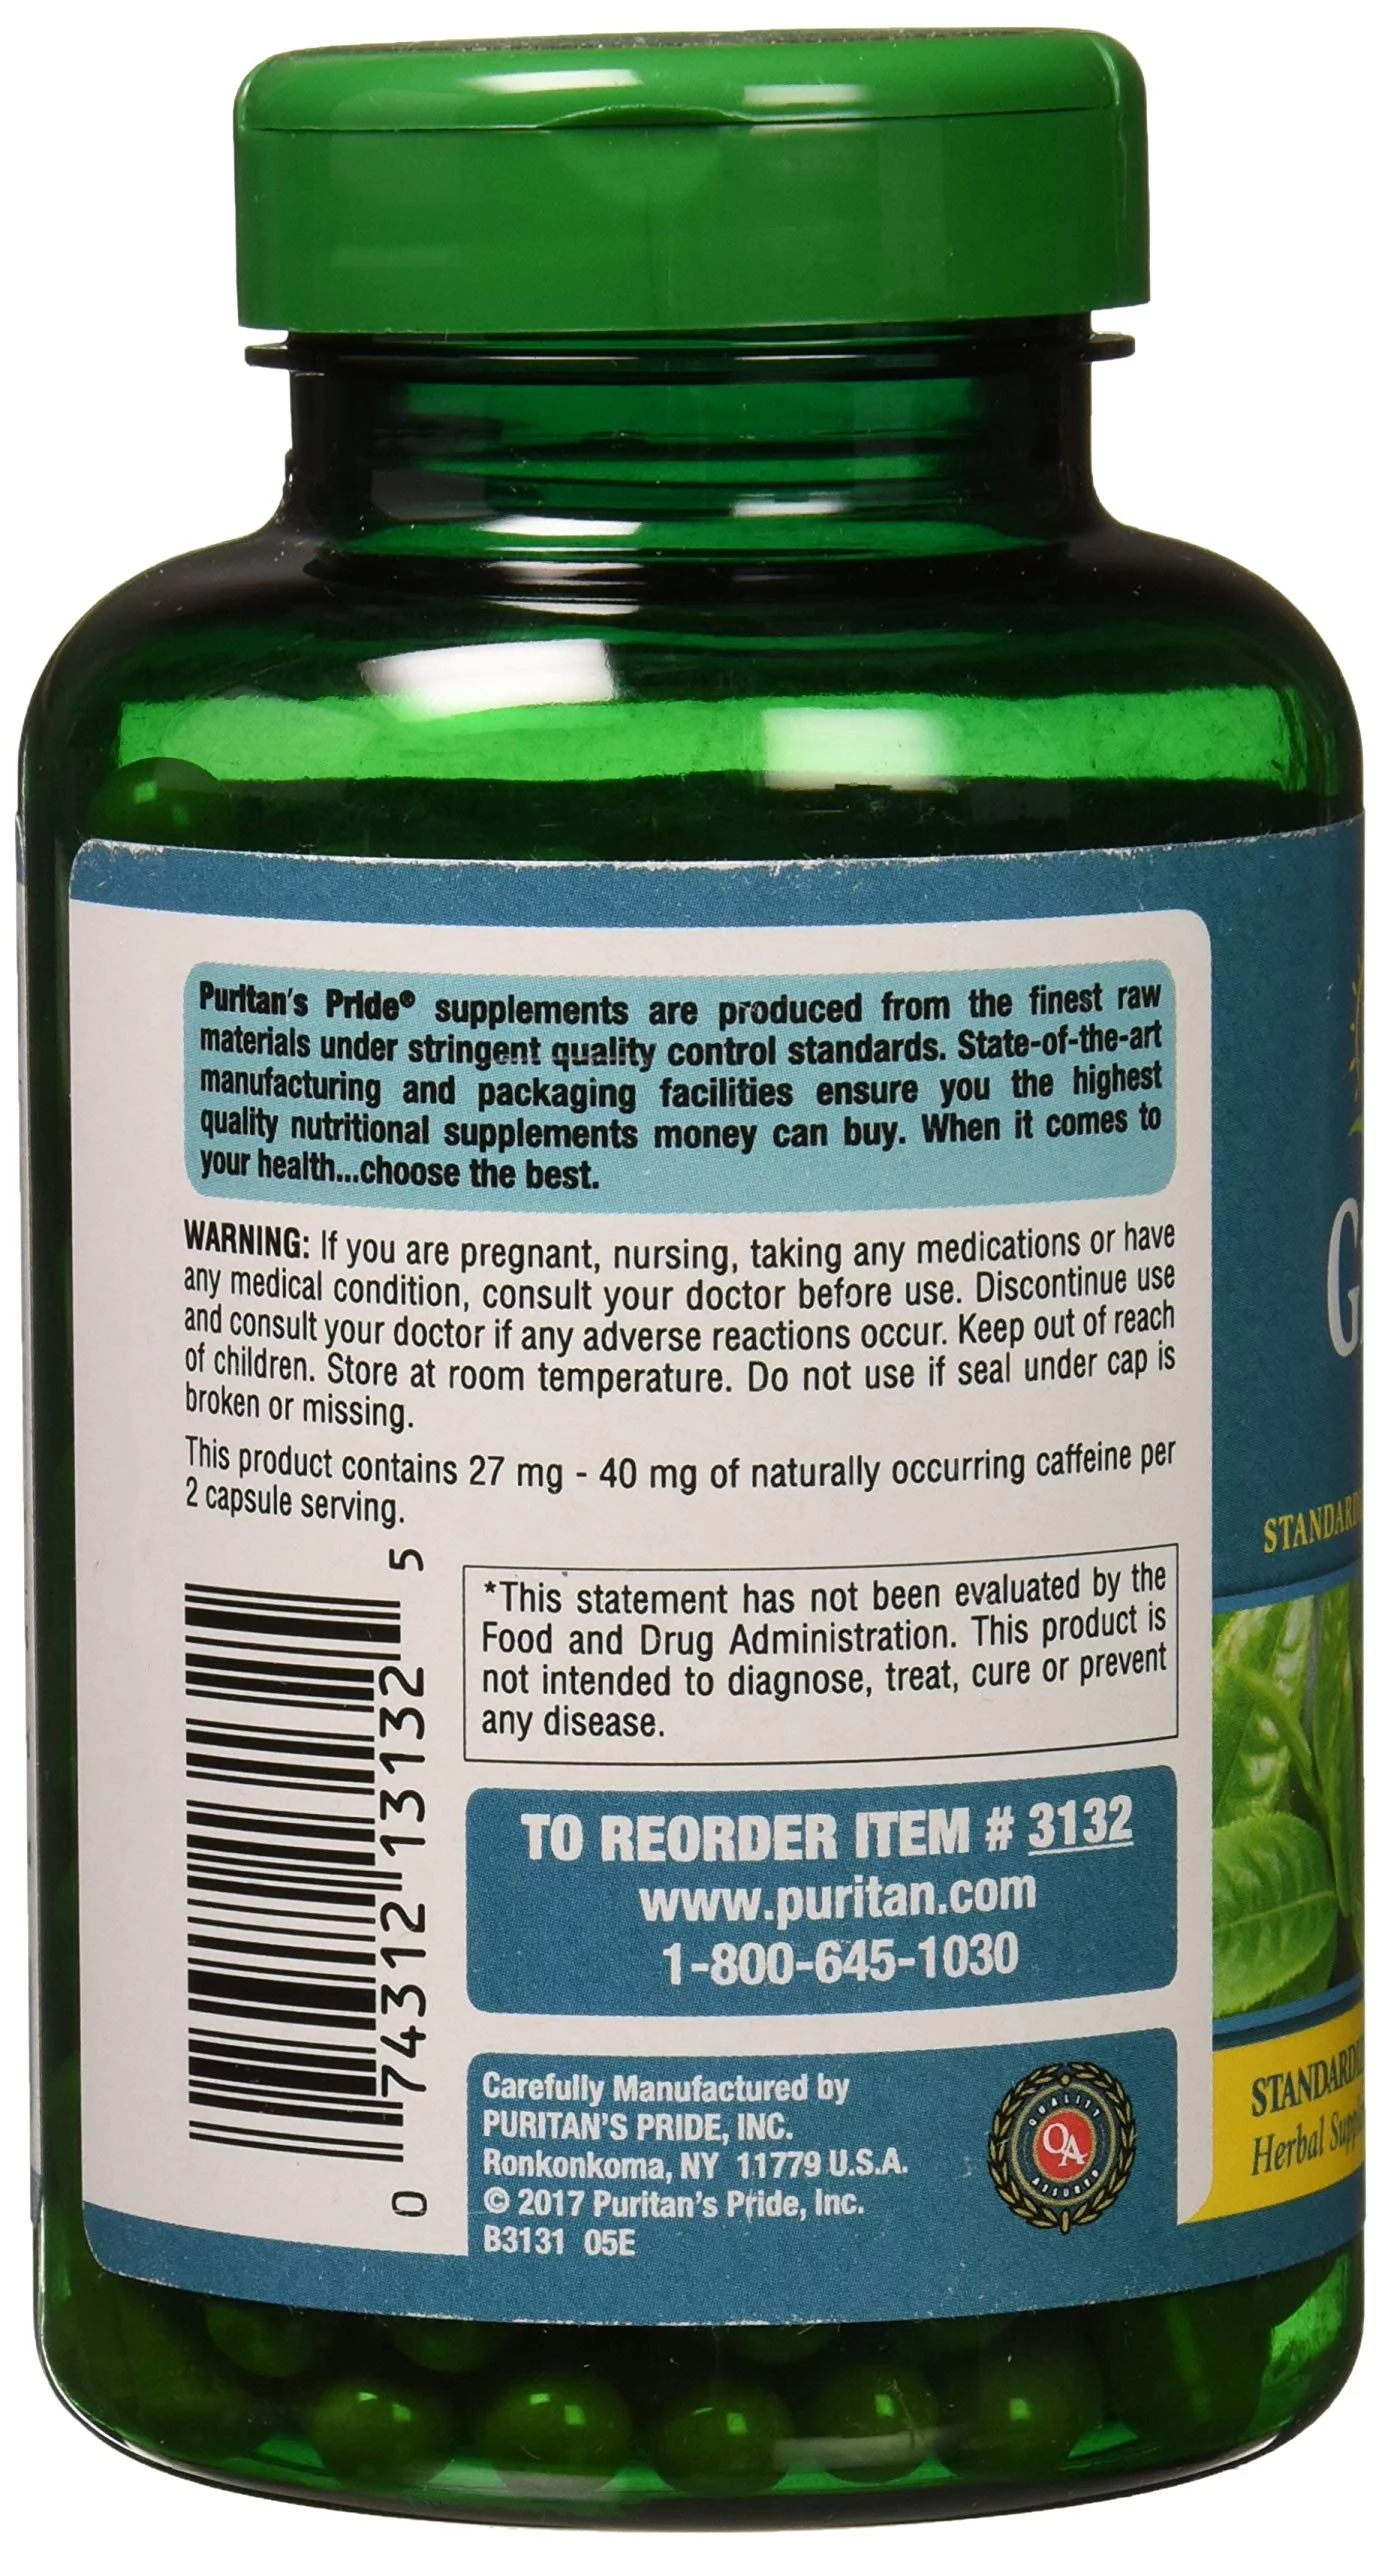 Puritan's Pride® supplements are produced from the finest raw
materials under stringent quality control standards. State-of-the-art
manufacturing and packaging facilities ensure you the highest
quality nutritional supplements money can buy. When it comes to
your health...choose the best.
WARNING: If you are pregnant, nursing, taking any medications or have
any medical condition, consult your doctor before use. Discontinue use
and consult your doctor if any adverse reactions occur. Keep out of reach
of children. Store at room temperature. Do not use if seal under cap is
broken or missing.
This product contains 27 mg - 40 mg of naturally occurring caffeine per
2 capsule serving.
0 74312 13132 5
*This statement has not been evaluated by the
Food and Drug Administration. This product is
not intended to diagnose, treat, cure or prevent
any disease.
TO REORDER ITEM # 3132
www.puritan.com
1-800-645-1030
Carefully Manufactured by
PURITAN'S PRIDE, INC.
Ronkonkoma, NY 11779 U.S.A.
© 2017 Puritan's Pride, Inc.
B3131 05E
QUALITY
QA
ASSURED
Herbal